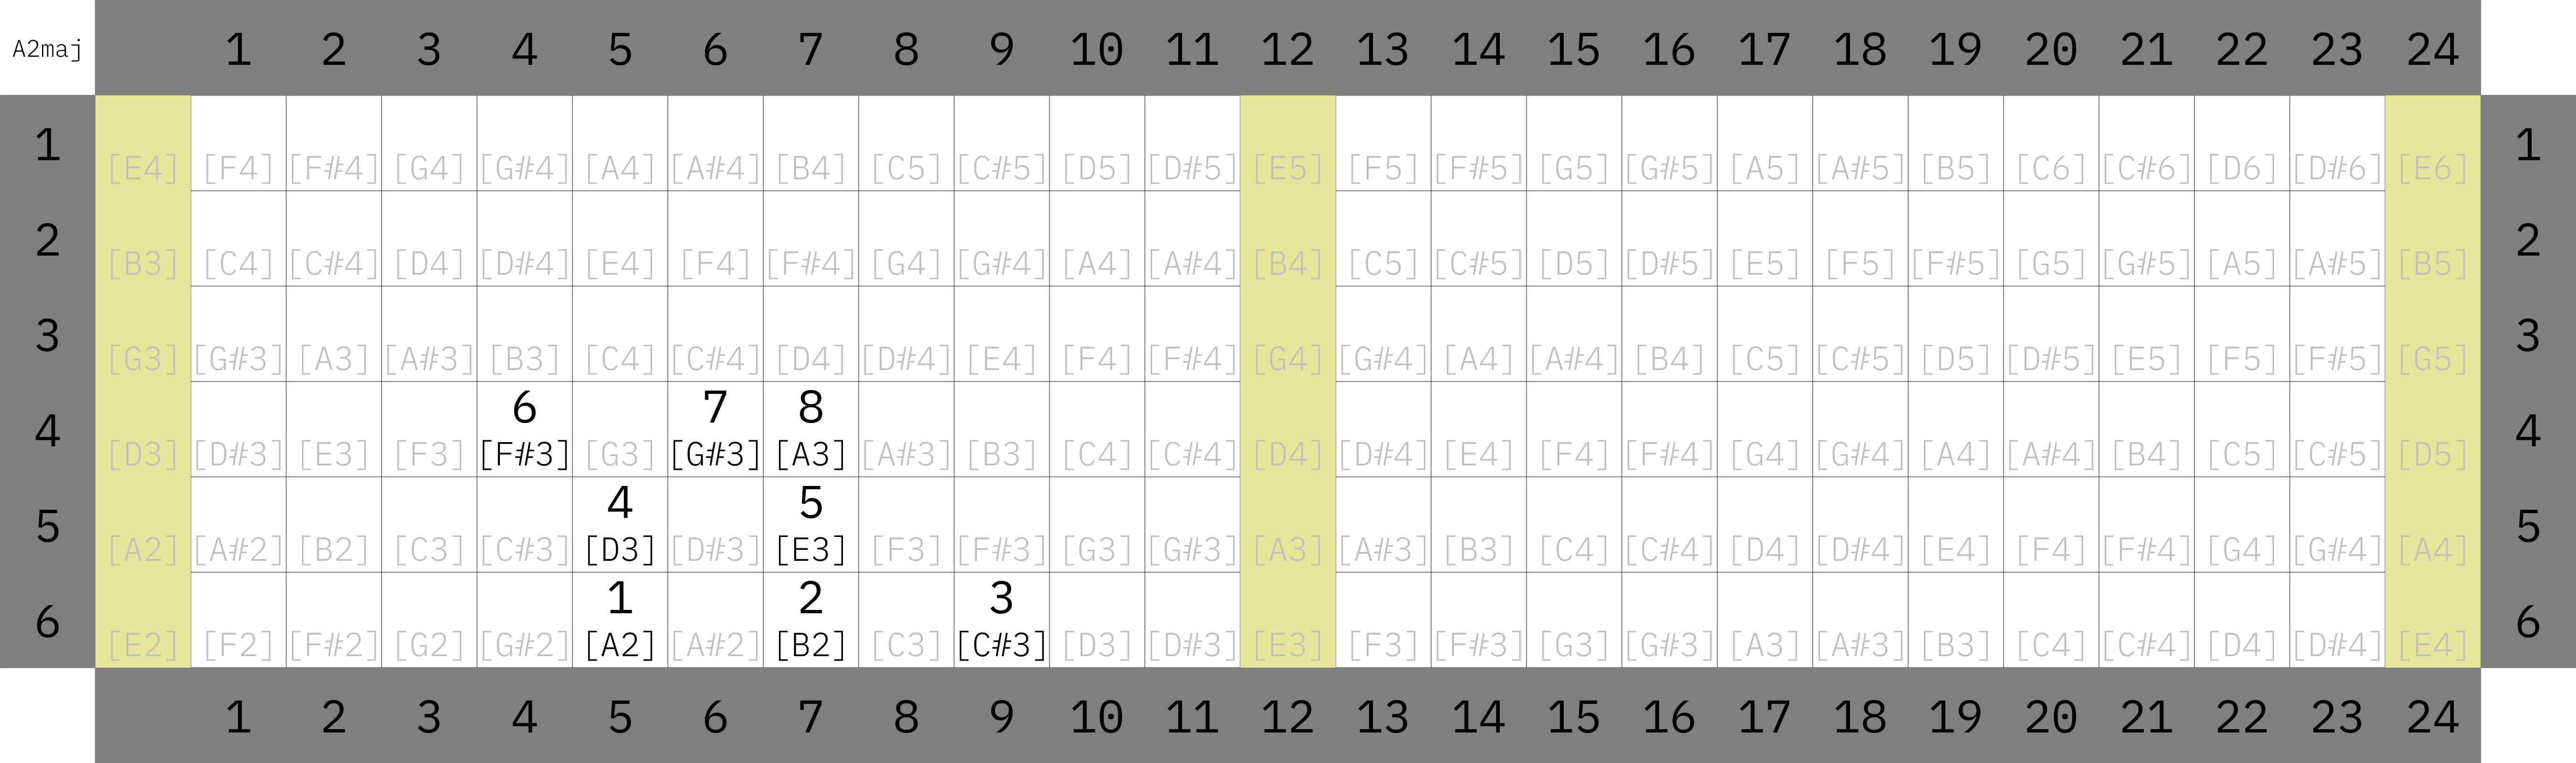 A2maj 1 2 3 4 5 6 7 8 9 10 11 12 13 14 15 16 17 18 19 20 21 22 23 24
1 1
[E4] [F4] [F#4] [G4] [G#4] [A4] [A#4] [B4] [C5] [C#5] [D5] [D#5] [E5] [F5] [F#5] [G5] [G#5] [A5] [A#5] [B5] [C6] [C#6] [D6] [D#6] [E6]
2 2
[B3] [C4] [C#4] [D4] [D#4] [E4] [F4] [F#4] [G4] [G#4] [A4] [A#4] [B4] [C5] [C#5] [D5] [D#5] [E5] [F5] [F#5] [G5] [G#5] [A5] [A#5] [B5]
3 3
[G3] [G#3] [A3] [A#3] [B3] [C4] [C#4] [D4] [D#4] [E4] [F4] [F#4] [G4] [G#4] [A4] [A#4] [B4] [C5] [C#5] [D5] [D#5] [E5] [F5] [F#5] [G5]
4 6 7 8 4
[D3] [D#3] [E3] [F3] [F#3] [G3] [G#3] [A3] [A#3] [B3] [C4] [C#4] [D4] [D#4] [E4] [F4] [F#4] [G4] [G#4] [A4] [A#4] [B4] [C5] [C#5] [D5]
5 4 5 5
[A2] [A#2] [B2] [C3] [C#3] [D3] [D#3] [E3] [F3] [F#3] [G3] [G#3] [A3] [A#3] [B3] [C4] [C#4] [D4] [D#4] [E4] [F4] [F#4] [G4] [G#4] [A4]
6 1 2 3 6
[E2] [F2] [F#2] [G2] [G#2] [A2] [A#2] [B2] [C3] [C#3] [D3] [D#3] [E3] [F3] [F#3] [G3] [G#3] [A3] [A#3] [B3] [C4] [C#4] [D4] [D#4] [E4]
1 2 3 4 5 6 7 8 9 10 11 12 13 14 15 16 17 18 19 20 21 22 23 24